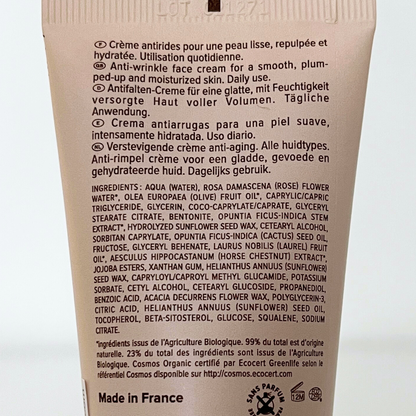 Ⓕ Crème antirides pour une peau lisse, repulpée et
hydratée. Utilisation quotidienne.
ⒼⒷ Anti-wrinkle face cream for a smooth, plum-
ped-up and moisturized skin. Daily use.
Ⓓ Antifalten-Creme für eine glatte, mit Feuchtigkeit
versorgte Haut voller Volumen. Tägliche
Anwendung.
Ⓔ Crema antiarrugas para una piel suave,
intensamente hidratada. Uso diario.
ⓃⓁ Verstevigende crème anti-aging. Alle huidtypes.
Anti-rimpel crème voor een gladde, gevoede en
gehydrateerde huid. Dagelijks gebruik.
INGREDIENTS : AQUA (WATER), ROSA DAMASCENA (ROSE) FLOWER
WATER*, OLEA EUROPAEA (OLIVE) FRUIT OIL*, CAPRYLIC/CAPRIC
TRIGLYCERIDE, GLYCERIN, COCO-CAPRYLATE/CAPRATE, GLYCERYL
STEARATE CITRATE, BENTONITE, OPUNTIA FICUS-INDICA STEM
EXTRACT*, HYDROLYZED SUNFLOWER SEED WAX, CETEARYL ALCOHOL,
SORBITAN CAPRYLATE, OPUNTIA FICUS-INDICA (CACTUS) SEED OIL,
FRUCTOSE, GLYCERYL BEHENATE, LAURUS NOBILIS (LAUREL) FRUIT
OIL*, AESCULUS HIPPOCASTANUM (HORSE CHESTNUT) EXTRACT*,
JOJOBA ESTERS, XANTHAN GUM, HELIANTHUS ANNUUS (SUNFLOWER)
SEED WAX, CAPRYLOYL/CAPROYL METHYL GLUCAMIDE, POTASSIUM
SORBATE, CETYL ALCOHOL, CETEARYL GLUCOSIDE, PROPANEDIOL,
BENZOIC ACID, ACACIA DECURRENS FLOWER WAX, POLYGLYCERIN-3,
CITRIC ACID, HELIANTHUS ANNUUS (SUNFLOWER) SEED OIL,
TOCOPHEROL, BETA-SITOSTEROL, GLUCOSE, SQUALENE, SODIUM
CITRATE.
*Ingrédients issus de l'Agriculture Biologique. 99% du total est d'origine
naturelle. 23% du total des ingrédients sont issus de l'Agriculture
Biologique. Cosmos Organic certifié par Ecocert Greenlife selon le
référentiel Cosmos disponible sur http://cosmos.ecocert.com
Made in France
SANS PARFUM
12M